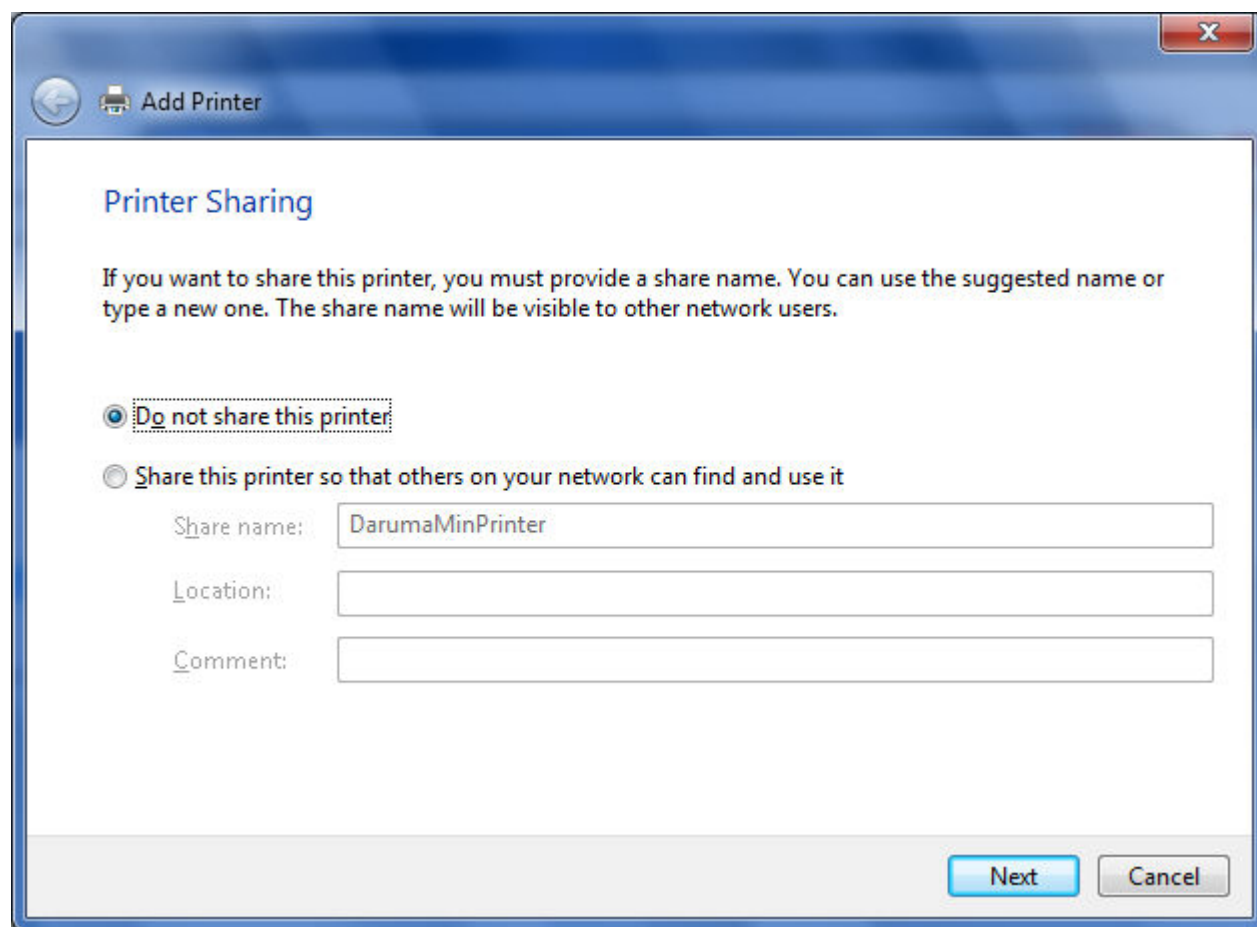 Add Printer
Printer Sharing
If you want to share this printer, you must provide a share name. You can use the suggested name or
type a new one. The share name will be visible to other network users.
Do not share this printer
Share this printer so that others on your network can find and use it
Share name: DarumaMinPrinter
Location:
Comment:
Next Cancel